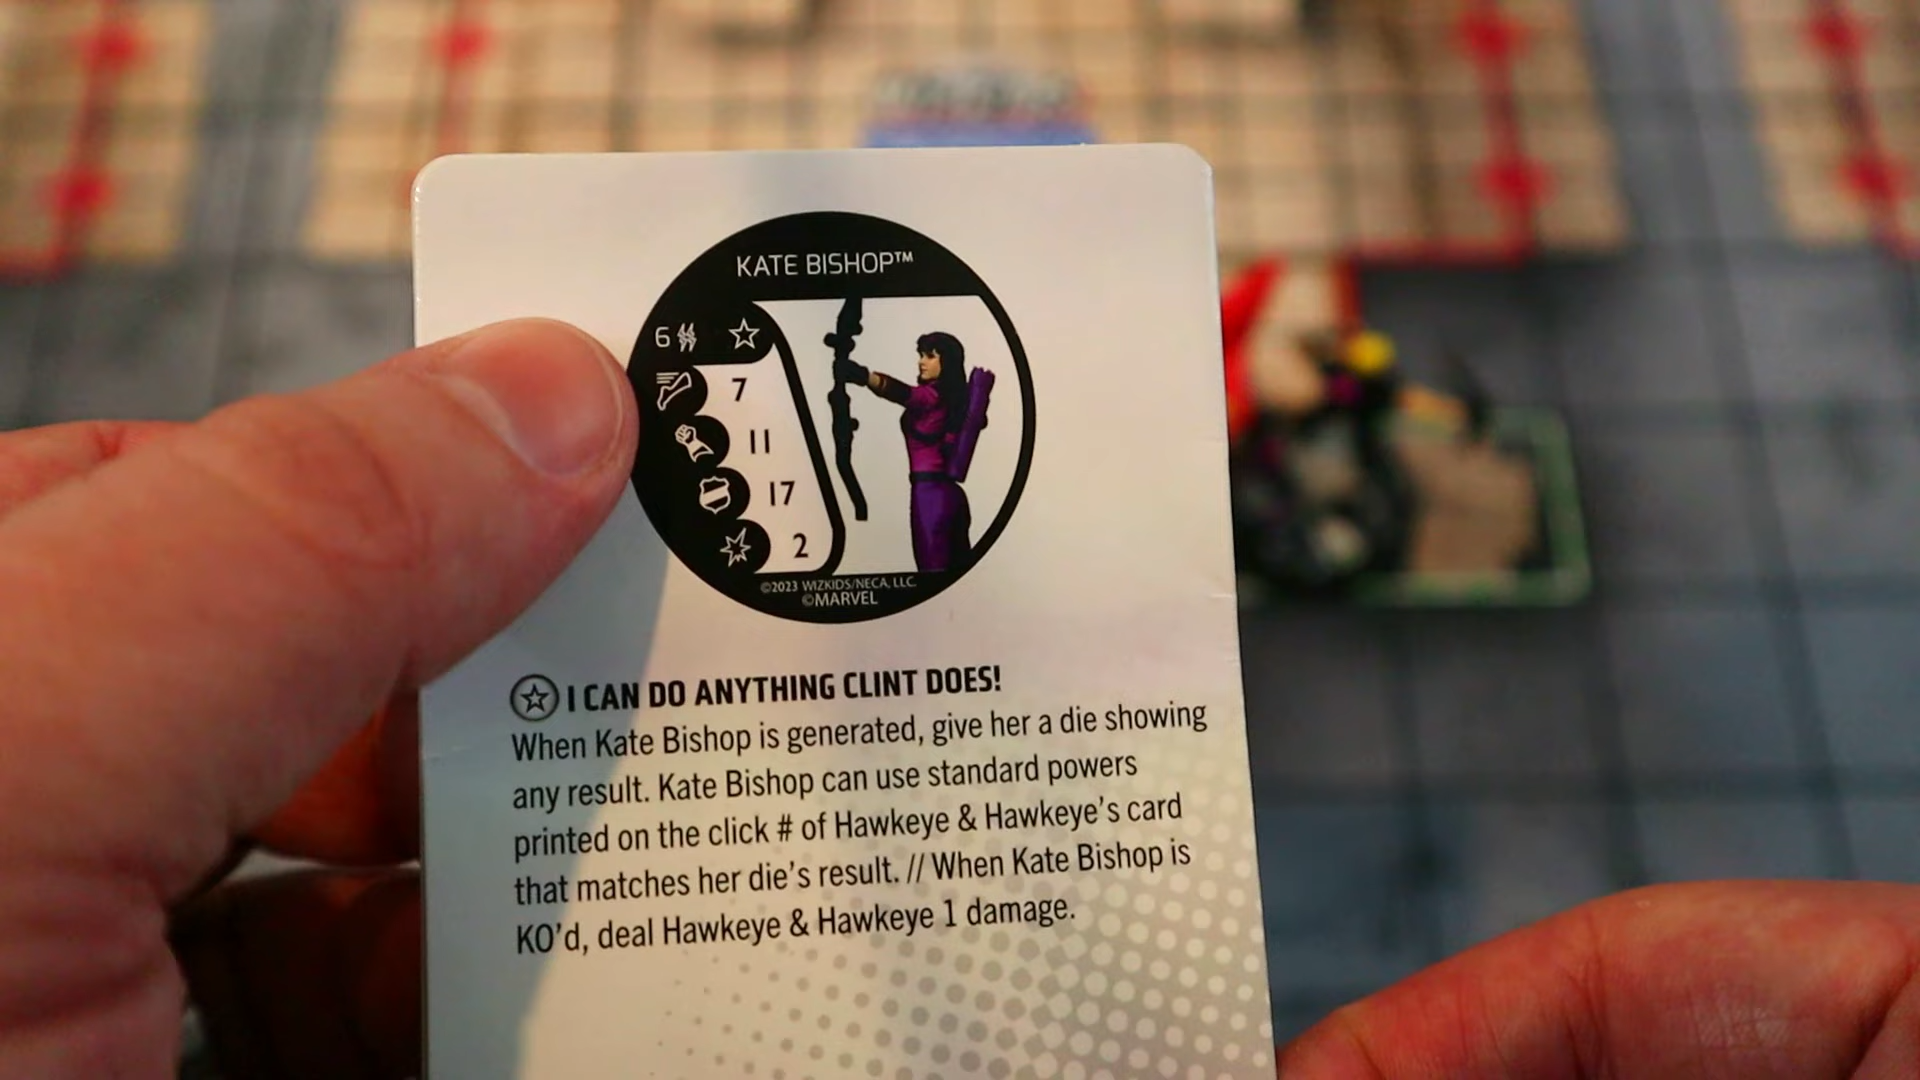 KATE BISHOP™
6
7
11
17
2
©2023 WIZKIDS/NECA, LLC.
©MARVEL
I CAN DO ANYTHING CLINT DOES!
When Kate Bishop is generated, give her a die showing
any result. Kate Bishop can use standard powers
printed on the click # of Hawkeye & Hawkeye's card
that matches her die's result. // When Kate Bishop is
KO'd, deal Hawkeye & Hawkeye 1 damage.